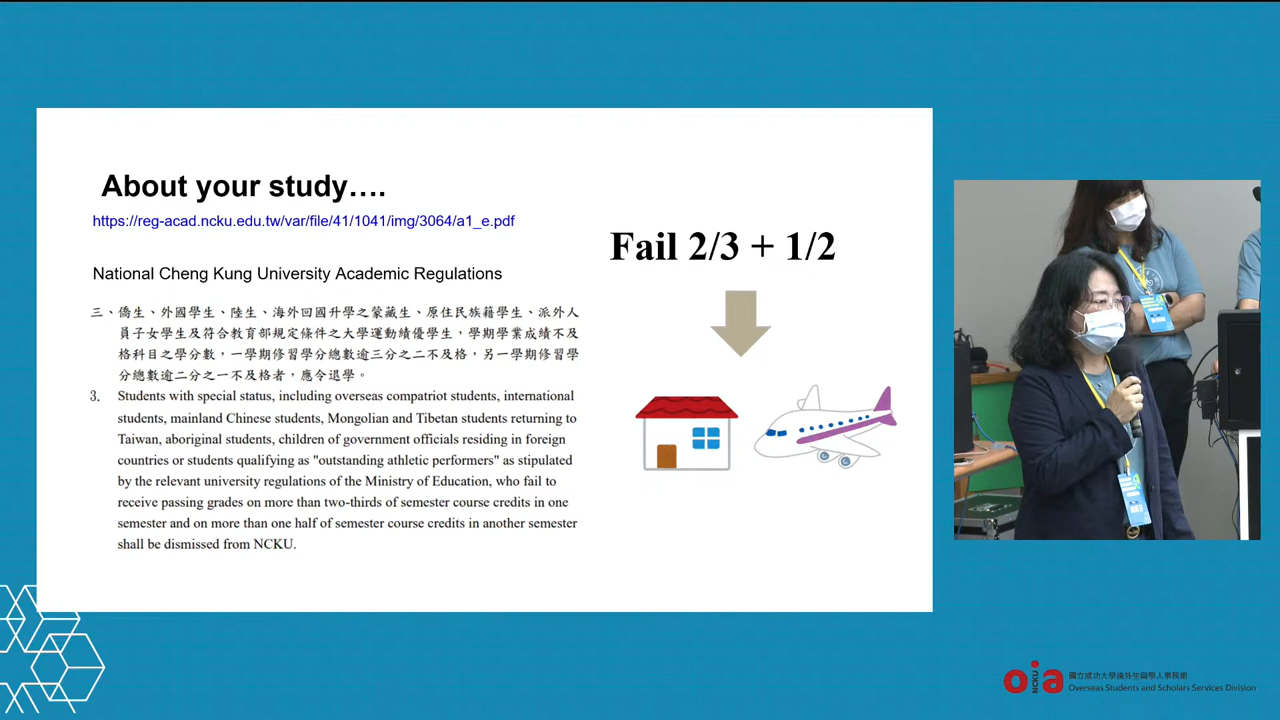 About your study….
https://reg-acad.ncku.edu.tw/var/file/41/1041/img/3064/a1_e.pdf
National Cheng Kung University Academic Regulations
三、僑生、外國學生、陸生、海外回國升學之蒙藏生、原住民族籍學生、派外人
員子女學生及符合教育部規定條件之大學運動績優學生，學期學業成績不及
格科目之學分數，一學期修習學分總數逾三分之二不及格，另一學期修習學
分總數逾二分之一不及格者，應令退學。
3. Students with special status, including overseas compatriot students, international
students, mainland Chinese students, Mongolian and Tibetan students returning to
Taiwan, aboriginal students, children of government officials residing in foreign
countries or students qualifying as "outstanding athletic performers" as stipulated
by the relevant university regulations of the Ministry of Education, who fail to
receive passing grades on more than two-thirds of semester course credits in one
semester and on more than one half of semester course credits in another semester
shall be dismissed from NCKU.
Fail 2/3 + 1/2
NCKU
oia
國立成功大學境外生與學人事務組
Overseas Students and Scholars Services Division